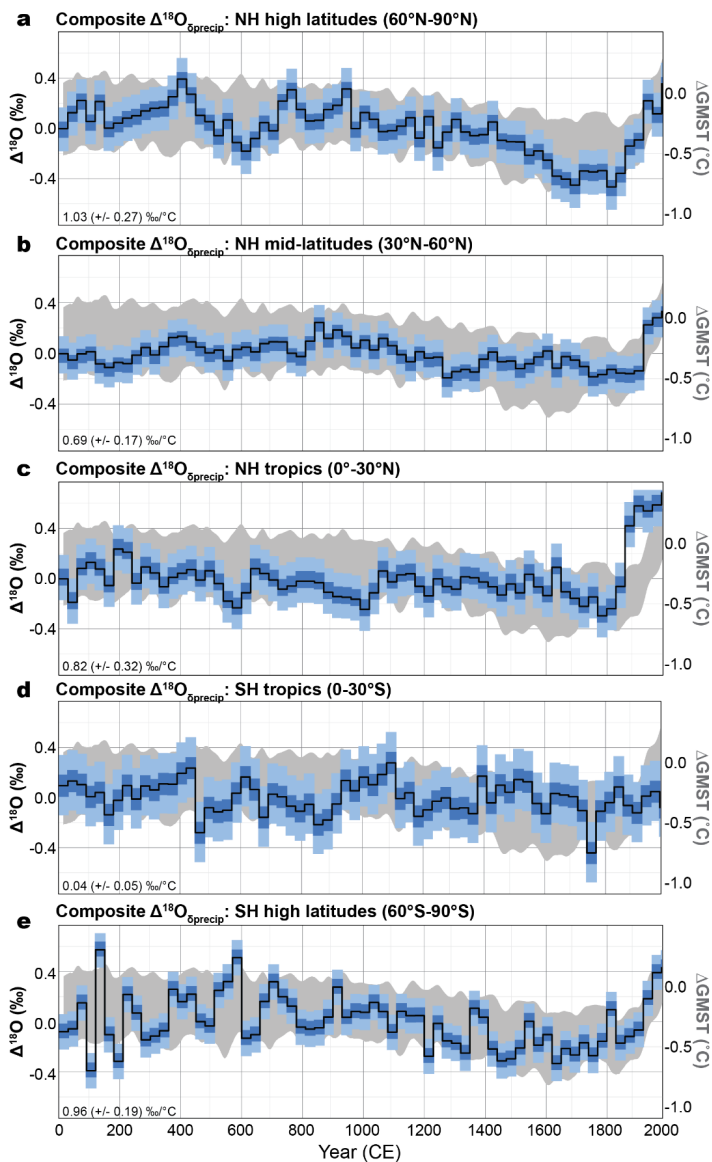 a Composite Δ¹⁸Oδprecip: NH high latitudes (60°N-90°N)
Δ¹⁸O (‰)
0.4
0.0
-0.4
ΔGMST (˚C)
0.0
-0.5
-1.0
1.03 (+/- 0.27) ‰/°C
b Composite Δ¹⁸Oδprecip: NH mid-latitudes (30°N-60°N)
Δ¹⁸O (‰)
0.4
0.0
-0.4
ΔGMST (˚C)
0.0
-0.5
-1.0
0.69 (+/- 0.17) ‰/°C
c Composite Δ¹⁸Oδprecip: NH tropics (0°-30°N)
Δ¹⁸O (‰)
0.4
0.0
-0.4
ΔGMST (˚C)
0.0
-0.5
-1.0
0.82 (+/- 0.32) ‰/°C
d Composite Δ¹⁸Oδprecip: SH tropics (0-30°S)
Δ¹⁸O (‰)
0.4
0.0
-0.4
ΔGMST (˚C)
0.0
-0.5
-1.0
0.04 (+/- 0.05) ‰/°C
e Composite Δ¹⁸Oδprecip: SH high latitudes (60°S-90°S)
Δ¹⁸O (‰)
0.4
0.0
-0.4
ΔGMST (˚C)
0.0
-0.5
-1.0
0.96 (+/- 0.19) ‰/°C
0 200 400 600 800 1000 1200 1400 1600 1800 2000
Year (CE)